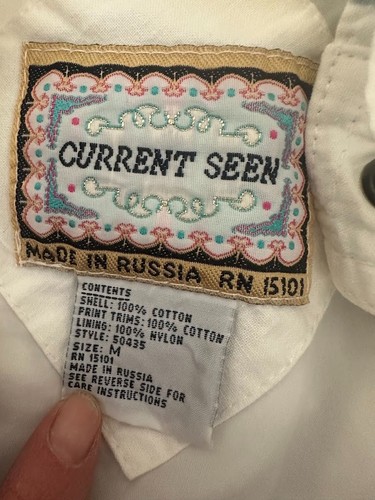 CURRENT SEEN
MADE IN RUSSIA RN 15101
CONTENTS
SHELL: 100% COTTON
PRINT TRIMS: 100% COTTON
LINING: 100% NYLON
STYLE: 50435
SIZE: M
RN 15101
MADE IN RUSSIA
SEE REVERSE SIDE FOR
CARE INSTRUCTIONS